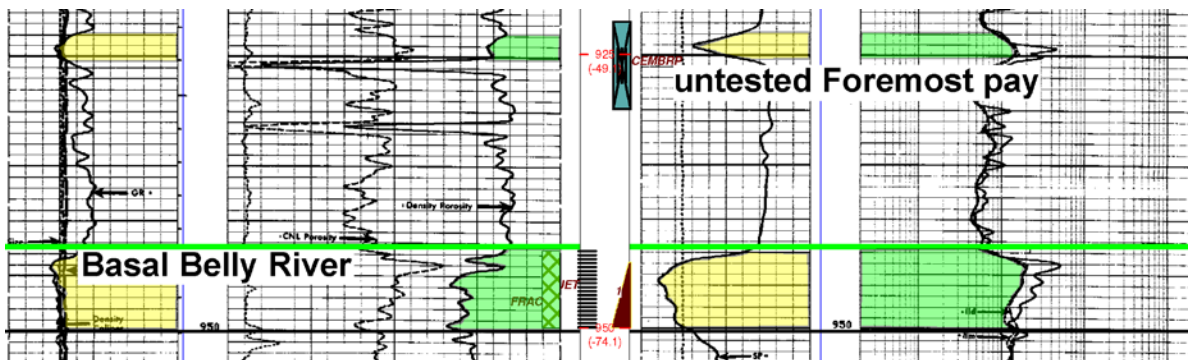 925
(-49.
CEMBRP
untested Foremost pay
GR
Density Porosity
CNL Porosity
Basal Belly River
FRAC
JET
1
Density
950
950
(-74.1)
950
SP